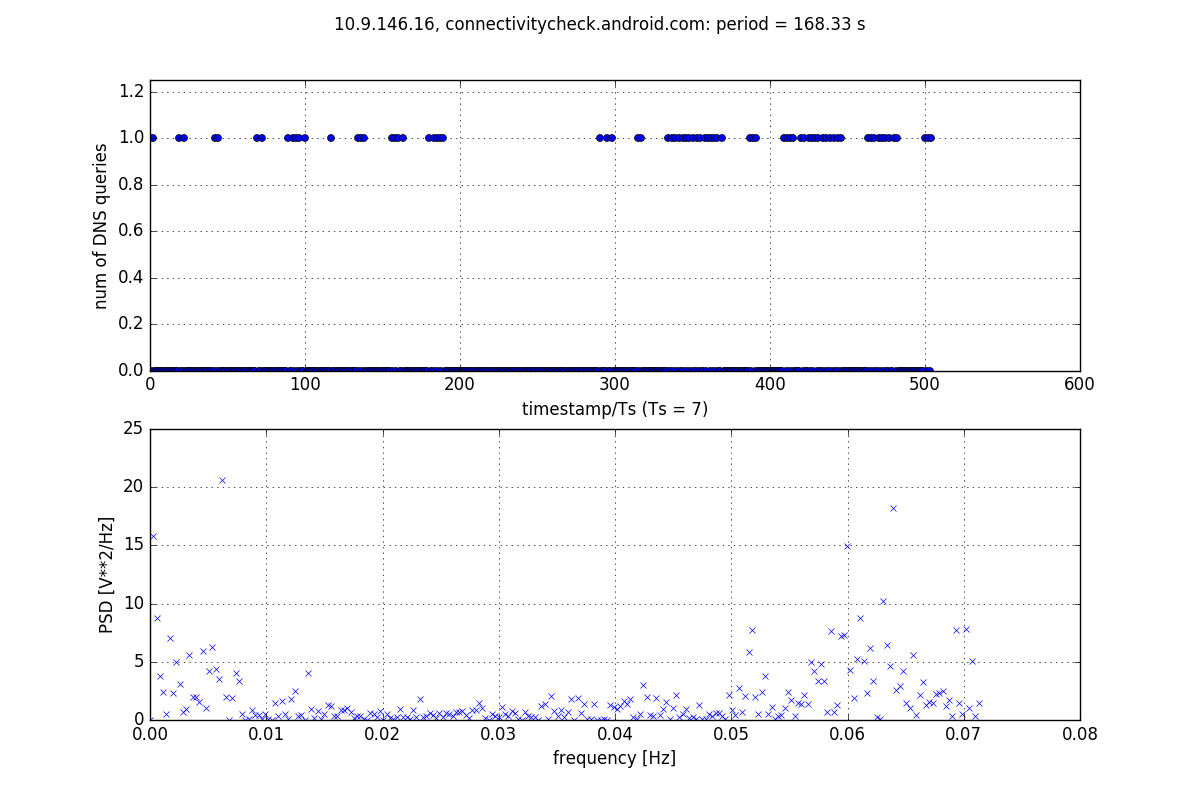 10.9.146.16, connectivitycheck.android.com: period = 168.33 s
1.2
1.0
0.8
0.6
0.4
0.2
0.0
num of DNS queries
0 100 200 300 400 500 600
timestamp/Ts (Ts = 7)
25
20
15
10
5
0
PSD [V**2/Hz]
0.00 0.01 0.02 0.03 0.04 0.05 0.06 0.07 0.08
frequency [Hz]